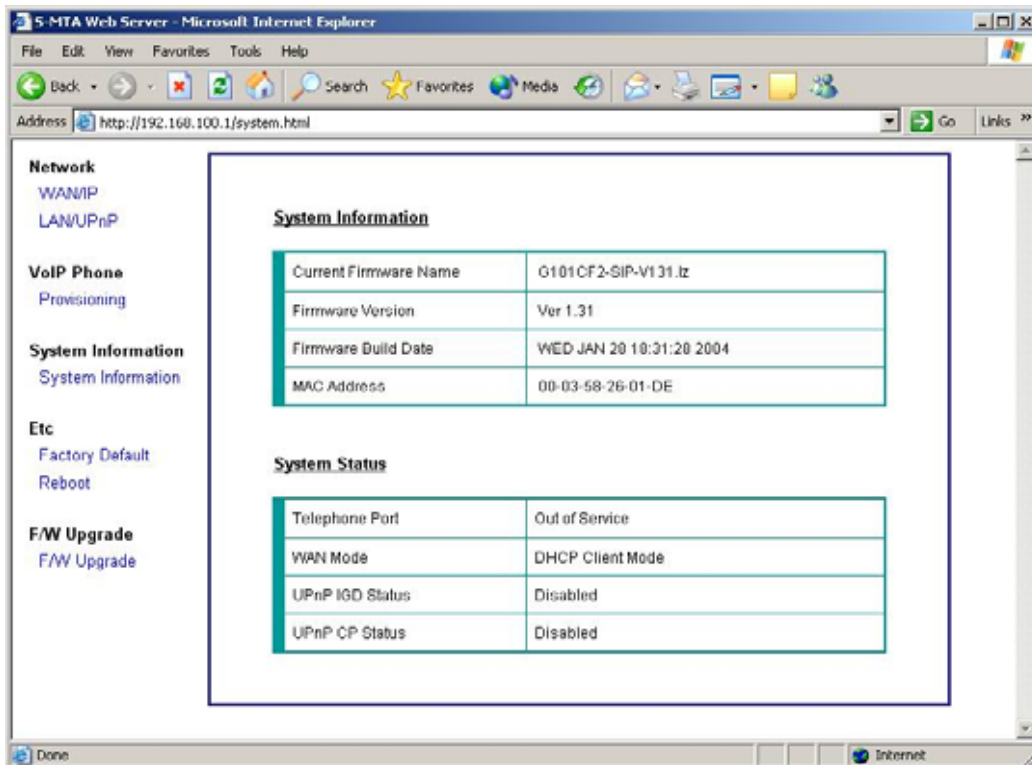 S-MTA Web Server - Microsoft Internet Explorer
File Edit View Favorites Tools Help
Back Search Favorites Media
Address http://192.168.100.1/system.html Go Links »
Network
WAN/IP
LAN/UPnP
VoIP Phone
Provisioning
System Information
System Information
Etc
Factory Default
Reboot
F/W Upgrade
F/W Upgrade
System Information
Current Firmware Name G101CF2-SIP-V131.lz
Firmware Version Ver 1.31
Firmware Build Date WED JAN 28 18:31:28 2004
MAC Address 00-03-58-26-01-DE
System Status
Telephone Port Out of Service
WAN Mode DHCP Client Mode
UPnP IGD Status Disabled
UPnP CP Status Disabled
Done Internet